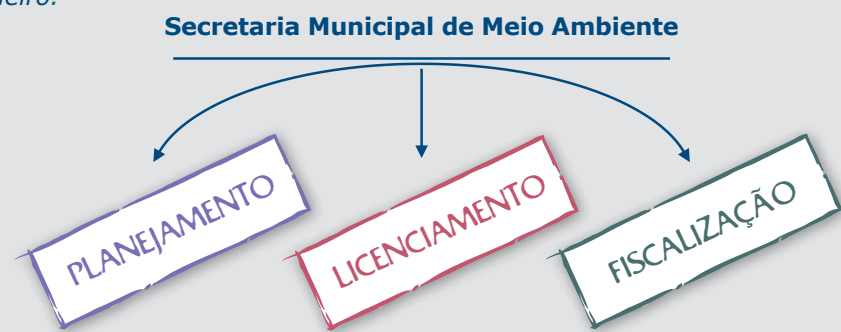 Secretaria Municipal de Meio Ambiente
PLANEJAMENTO
LICENCIAMENTO
FISCALIZAÇÃO